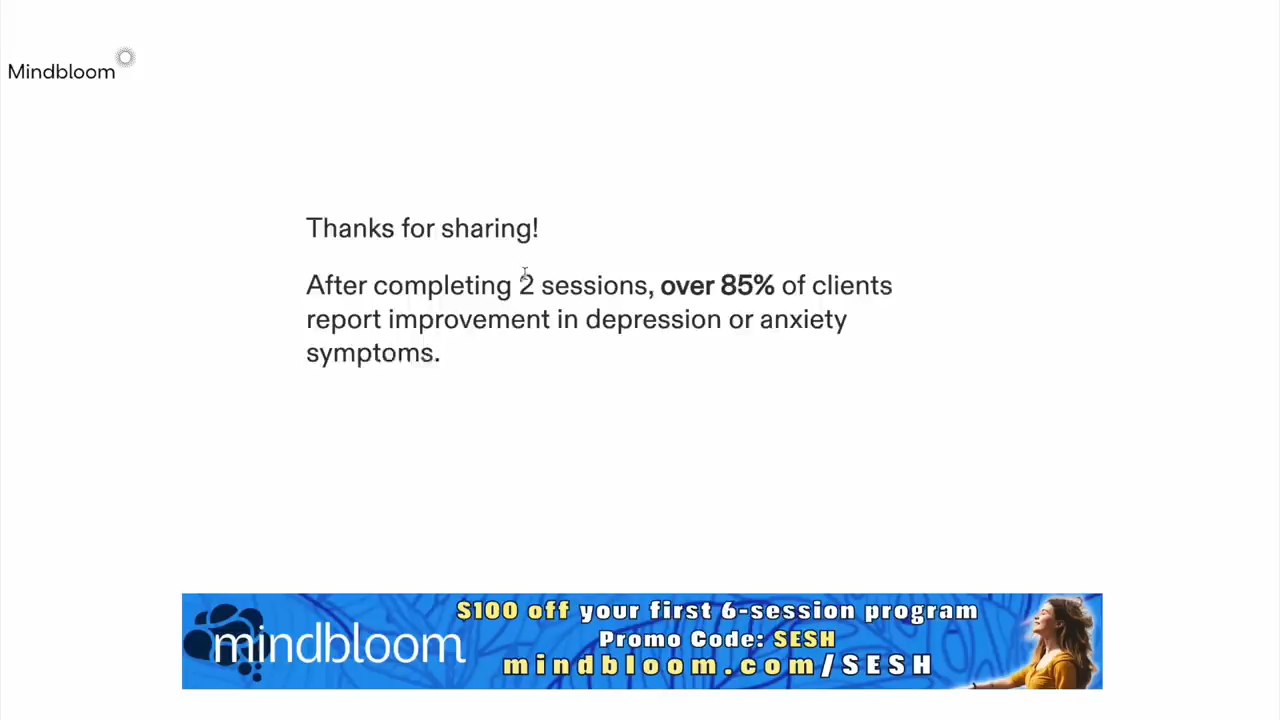 Mindbloom
Thanks for sharing!
After completing 2 sessions, over 85% of clients
report improvement in depression or anxiety
symptoms.
$100 off your first 6-session program
mindbloom
Promo Code: SESH
mindbloom.com/SESH